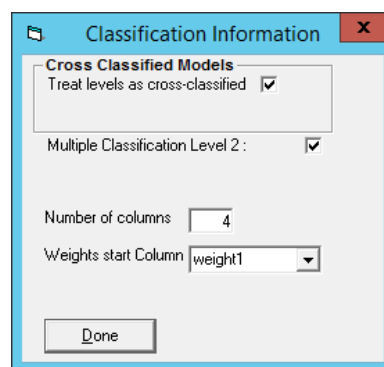 Classification Information x
Cross Classified Models
Treat levels as cross-classified
Multiple Classification Level 2 :
Number of columns 4
Weights start Column weight1
Done